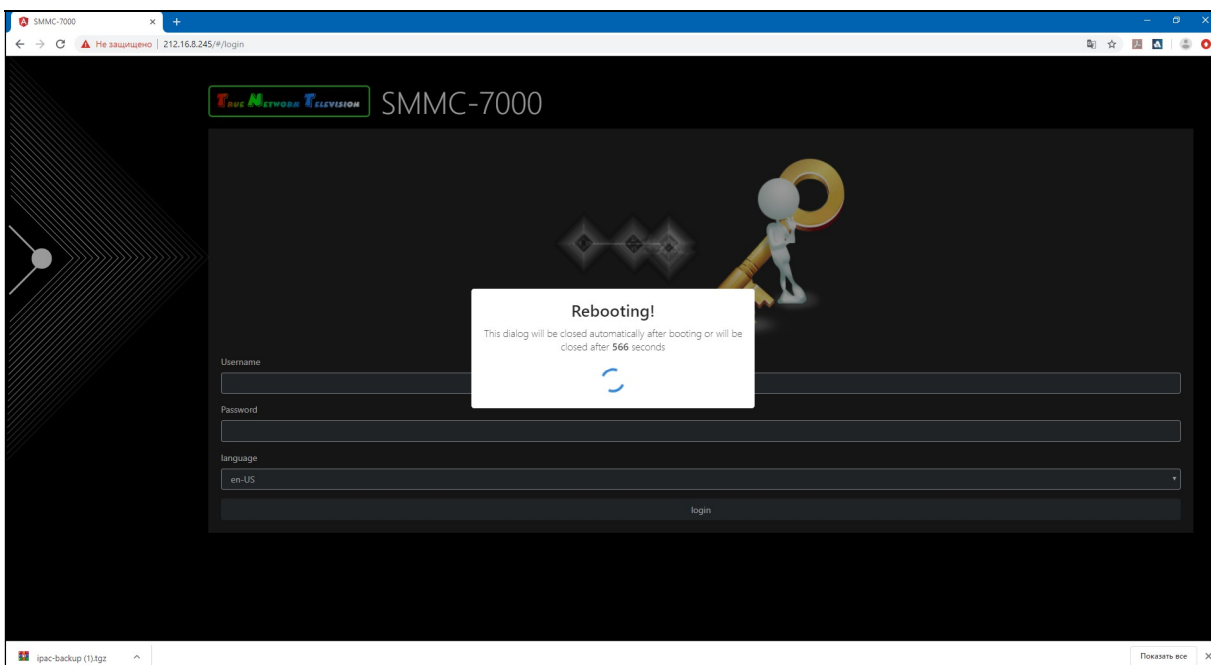 SMMC-7000
Не защищено | 212.16.8.245/#/login
True Network Television SMMC-7000
Rebooting!
This dialog will be closed automatically after booting or will be
closed after 566 seconds
Username
Password
language
en-US
login
ipac-backup (1).tgz
Показать все